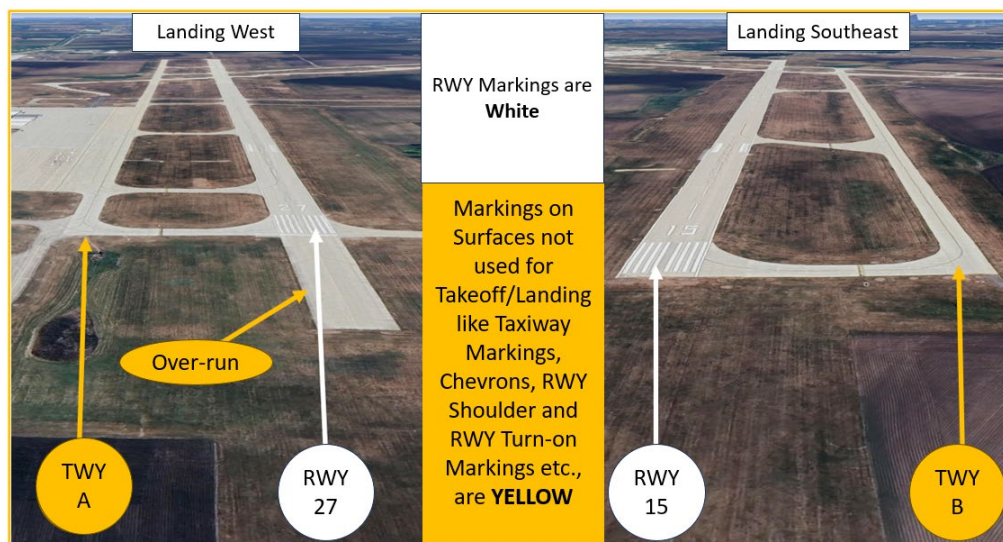 Landing West
RWY Markings are
White
Landing Southeast
Markings on
Surfaces not
used for
Takeoff/Landing
like Taxiway
Markings,
Chevrons, RWY
Shoulder and
RWY Turn-on
Markings etc.,
are YELLOW
27
15
Over-run
TWY
A
RWY
27
RWY
15
TWY
B